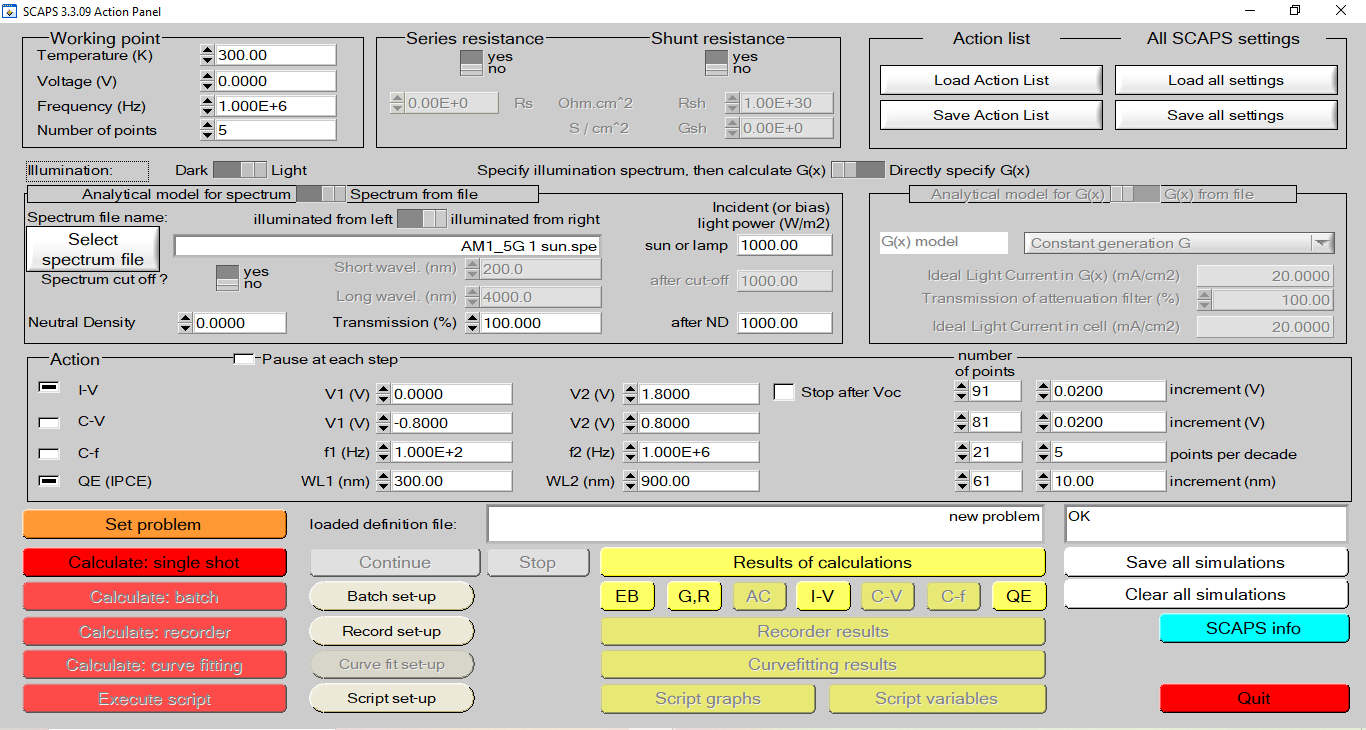 SCAPS 3.3.09 Action Panel
Working point
Temperature (K) 300.00
Voltage (V) 0.0000
Frequency (Hz) 1.000E+6
Number of points 5
Series resistance
yes
no
Shunt resistance
yes
no
0.00E+0 Rs Ohm.cm^2 Rsh 1.00E+30
S / cm^2 Gsh 0.00E+0
Action list
All SCAPS settings
Load Action List
Load all settings
Save Action List
Save all settings
Illumination: Dark Light
Specify illumination spectrum, then calculate G(x) Directly specify G(x)
Analytical model for spectrum Spectrum from file
Spectrum file name: illuminated from left illuminated from right
Incident (or bias)
light power (W/m2)
Select
spectrum file
AM1_5G 1 sun.spe
sun or lamp 1000.00
Spectrum cut off ? yes
no
Short wavel. (nm) 200.0
after cut-off 1000.00
Long wavel. (nm) 4000.0
Neutral Density 0.0000
Transmission (%) 100.000
after ND 1000.00
Analytical model for G(x) G(x) from file
G(x) model Constant generation G
Ideal Light Current in G(x) (mA/cm2) 20.0000
Transmission of attenuation filter (%) 100.00
Ideal Light Current in cell (mA/cm2) 20.0000
Action Pause at each step
number
of points
I-V V1 (V) 0.0000 V2 (V) 1.8000 Stop after Voc 91 0.0200 increment (V)
C-V V1 (V) -0.8000 V2 (V) 0.8000 81 0.0200 increment (V)
C-f f1 (Hz) 1.000E+2 f2 (Hz) 1.000E+6 21 5 points per decade
QE (IPCE) WL1 (nm) 300.00 WL2 (nm) 900.00 61 10.00 increment (nm)
Set problem
loaded definition file: new problem
OK
Calculate: single shot
Continue
Stop
Results of calculations
Save all simulations
Calculate: batch
Batch set-up
EB G,R AC I-V C-V C-f QE
Clear all simulations
Calculate: recorder
Record set-up
Recorder results
SCAPS info
Calculate: curve fitting
Curve fit set-up
Curvefitting results
Execute script
Script set-up
Script graphs
Script variables
Quit